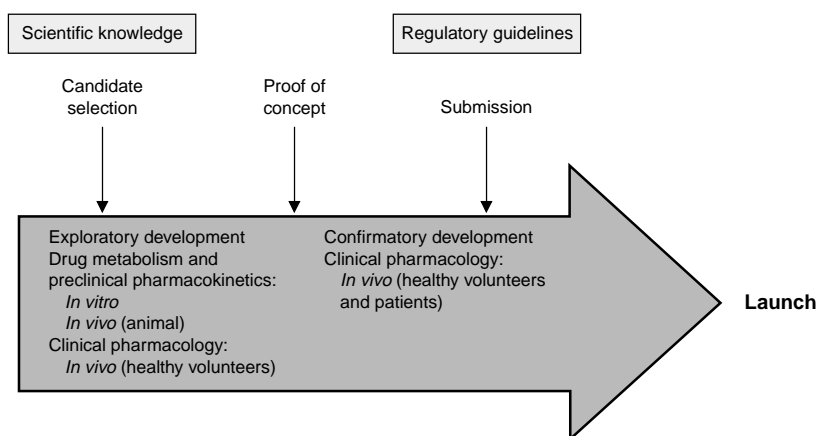 Scientific knowledge
Regulatory guidelines
Candidate
selection
Proof of
concept
Submission
Exploratory development
Drug metabolism and
preclinical pharmacokinetics:
In vitro
In vivo (animal)
Clinical pharmacology:
In vivo (healthy volunteers)
Confirmatory development
Clinical pharmacology:
In vivo (healthy volunteers
and patients)
Launch